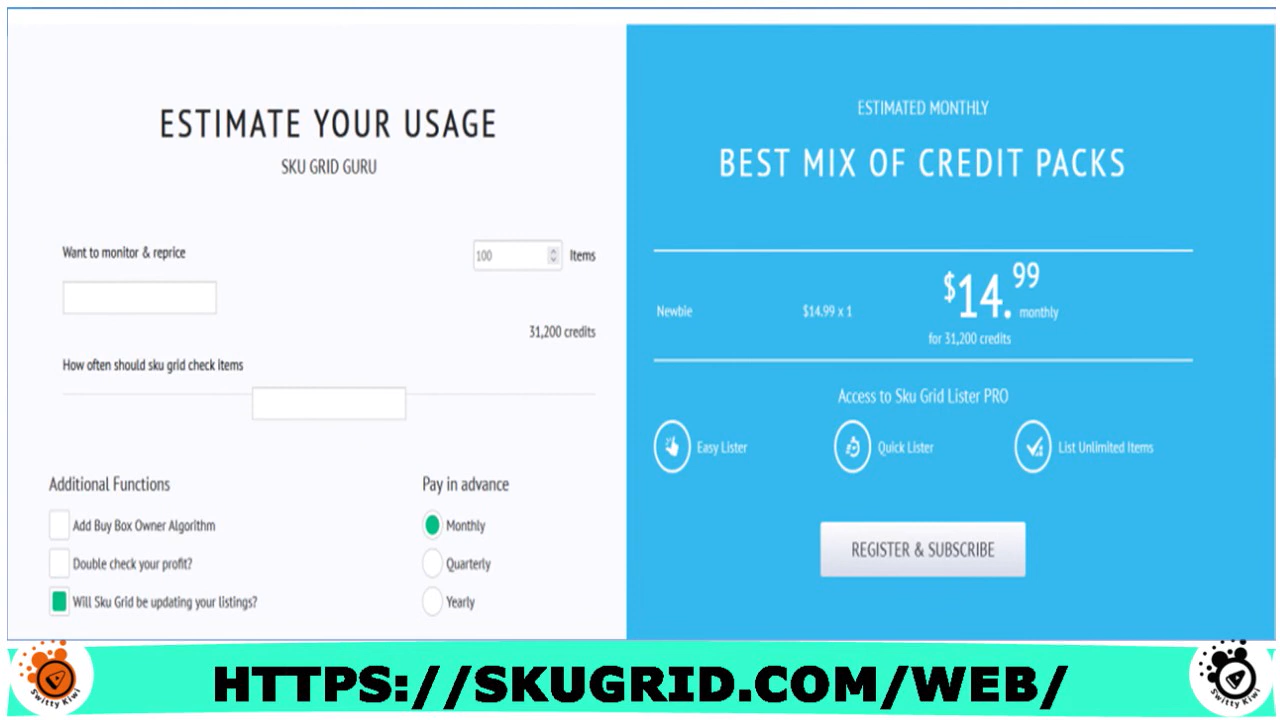 ESTIMATE YOUR USAGE
SKU GRID GURU
Want to monitor & reprice
100 Items
31,200 credits
How often should sku grid check items
Additional Functions
Add Buy Box Owner Algorithm
Double check your profit?
Will Sku Grid be updating your listings?
Pay in advance
Monthly
Quarterly
Yearly
ESTIMATED MONTHLY
BEST MIX OF CREDIT PACKS
Newbie $14.99 x 1 $14.99 monthly
for 31,200 credits
Access to Sku Grid Lister PRO
Easy Lister Quick Lister List Unlimited Items
REGISTER & SUBSCRIBE
HTTPS://SKUGRID.COM/WEB/
Switty Kiwi
Switty Kiwi